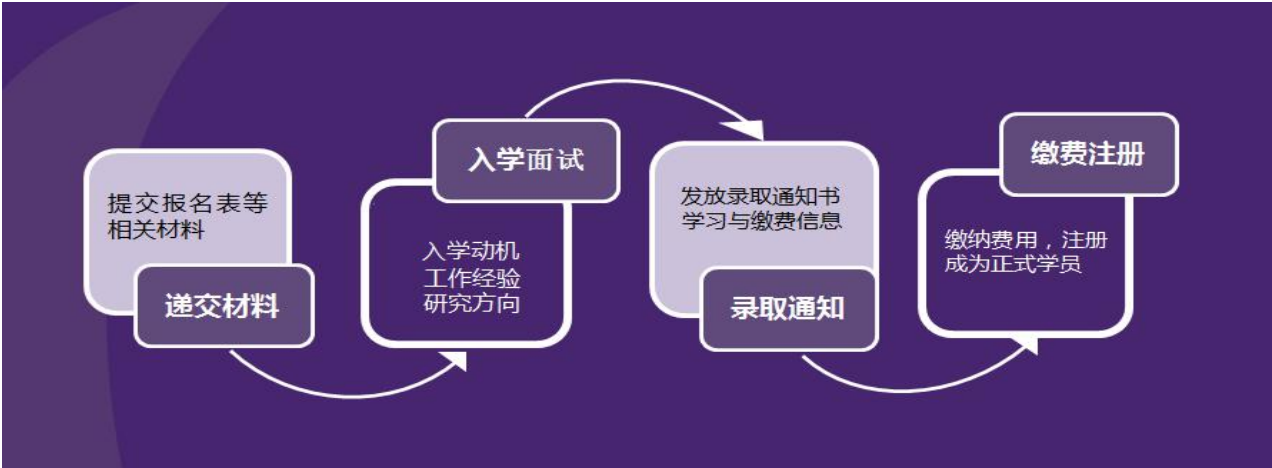 提交报名表等
相关材料
递交材料
入学面试
入学动机
工作经验
研究方向
发放录取通知书
学习与缴费信息
录取通知
缴费注册
缴纳费用，注册
成为正式学员